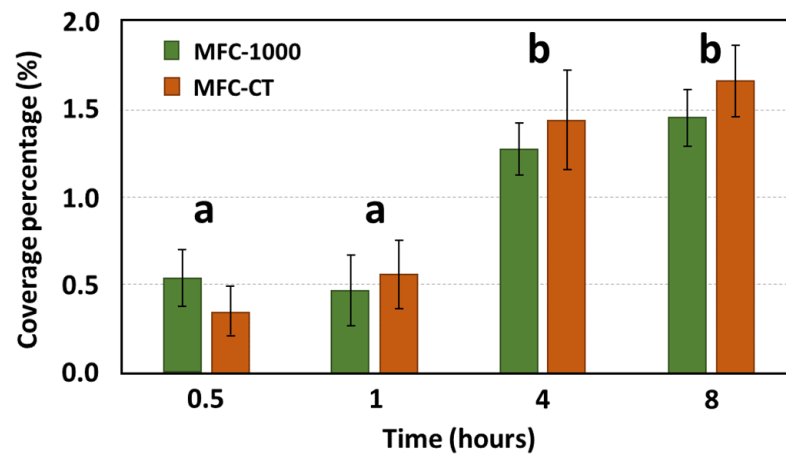 2.0
MFC-1000
MFC-CT
b b
1.5
1.0
a a
0.5
0.0
Coverage percentage (%)
0.5 1 4 8
Time (hours)